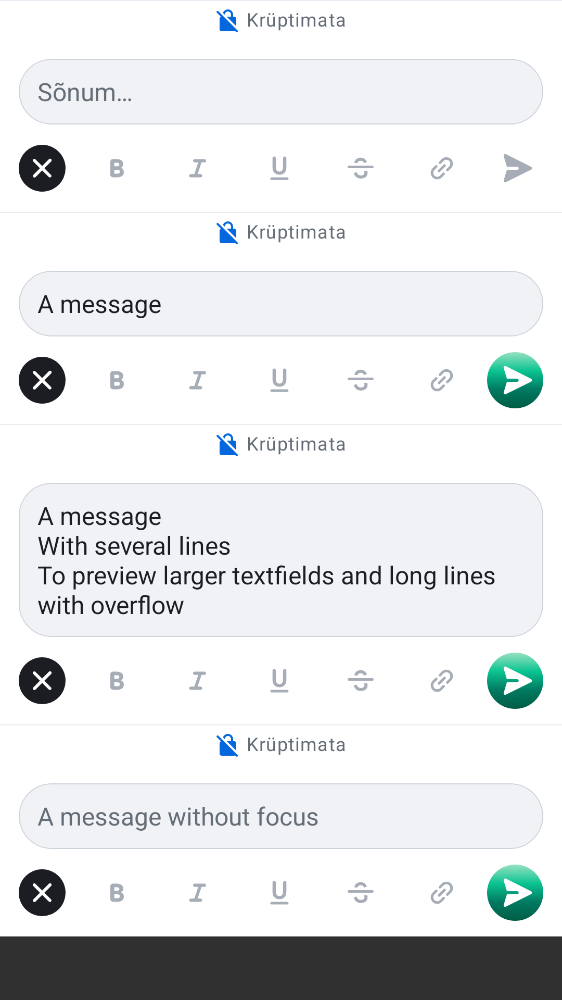 Krüptimata
Sõnum…
Krüptimata
A message
Krüptimata
A message
With several lines
To preview larger textfields and long lines
with overflow
Krüptimata
A message without focus